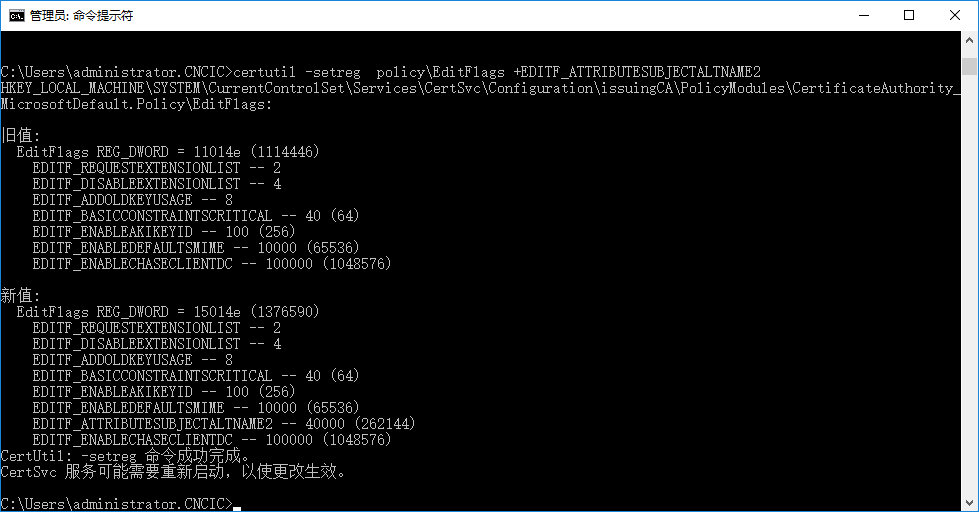 管理员: 命令提示符
C:\Users\administrator.CNCIC>certutil -setreg  policy\EditFlags +EDITF_ATTRIBUTESUBJECTALTNAME2
HKEY_LOCAL_MACHINE\SYSTEM\CurrentControlSet\Services\CertSvc\Configuration\issuingCA\PolicyModules\CertificateAuthority_
MicrosoftDefault.Policy\EditFlags:
旧值:
EditFlags REG_DWORD = 11014e (1114446)
EDITF_REQUESTEXTENSIONLIST -- 2
EDITF_DISABLEEXTENSIONLIST -- 4
EDITF_ADDOLDKEYUSAGE -- 8
EDITF_BASICCONSTRAINTSCRITICAL -- 40 (64)
EDITF_ENABLEAKIKEYID -- 100 (256)
EDITF_ENABLEDEFAULTSMIME -- 10000 (65536)
EDITF_ENABLECHASECLIENTDC -- 100000 (1048576)
新值:
EditFlags REG_DWORD = 15014e (1376590)
EDITF_REQUESTEXTENSIONLIST -- 2
EDITF_DISABLEEXTENSIONLIST -- 4
EDITF_ADDOLDKEYUSAGE -- 8
EDITF_BASICCONSTRAINTSCRITICAL -- 40 (64)
EDITF_ENABLEAKIKEYID -- 100 (256)
EDITF_ENABLEDEFAULTSMIME -- 10000 (65536)
EDITF_ATTRIBUTESUBJECTALTNAME2 -- 40000 (262144)
EDITF_ENABLECHASECLIENTDC -- 100000 (1048576)
CertUtil: -setreg 命令成功完成。
CertSvc 服务可能需要重新启动，以使更改生效。
C:\Users\administrator.CNCIC>